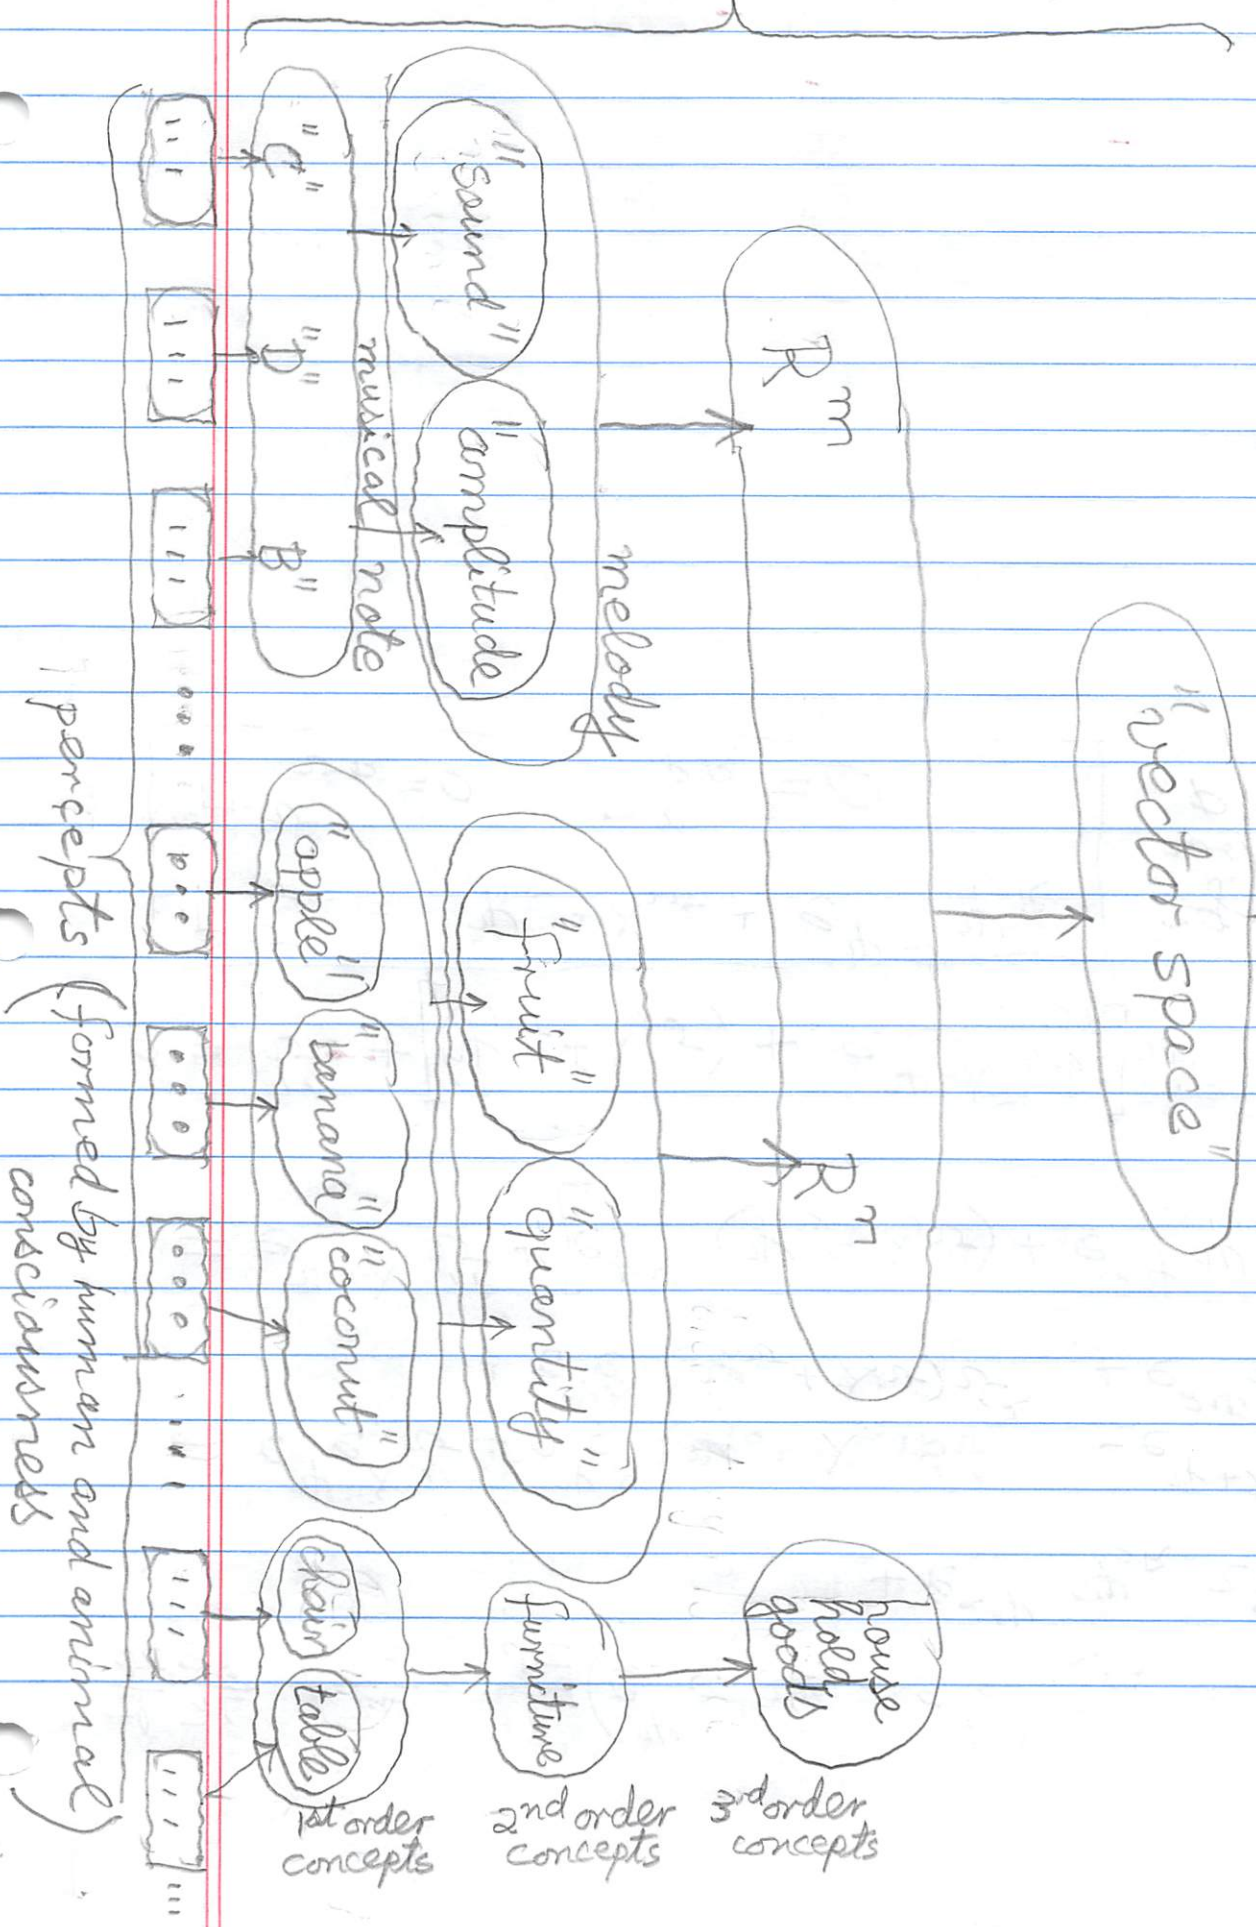 "vector space"
R^m
R^n
house
hold
goods
3rd order
concepts
melody
"sound"
"amplitude"
"fruit"
"quantity"
furniture
2nd order
concepts
musical note
"C"
"D"
"B"
"apple"
"banana"
"coconut"
chair
table
1st order
concepts
percepts (formed by human and animal)
consciousness